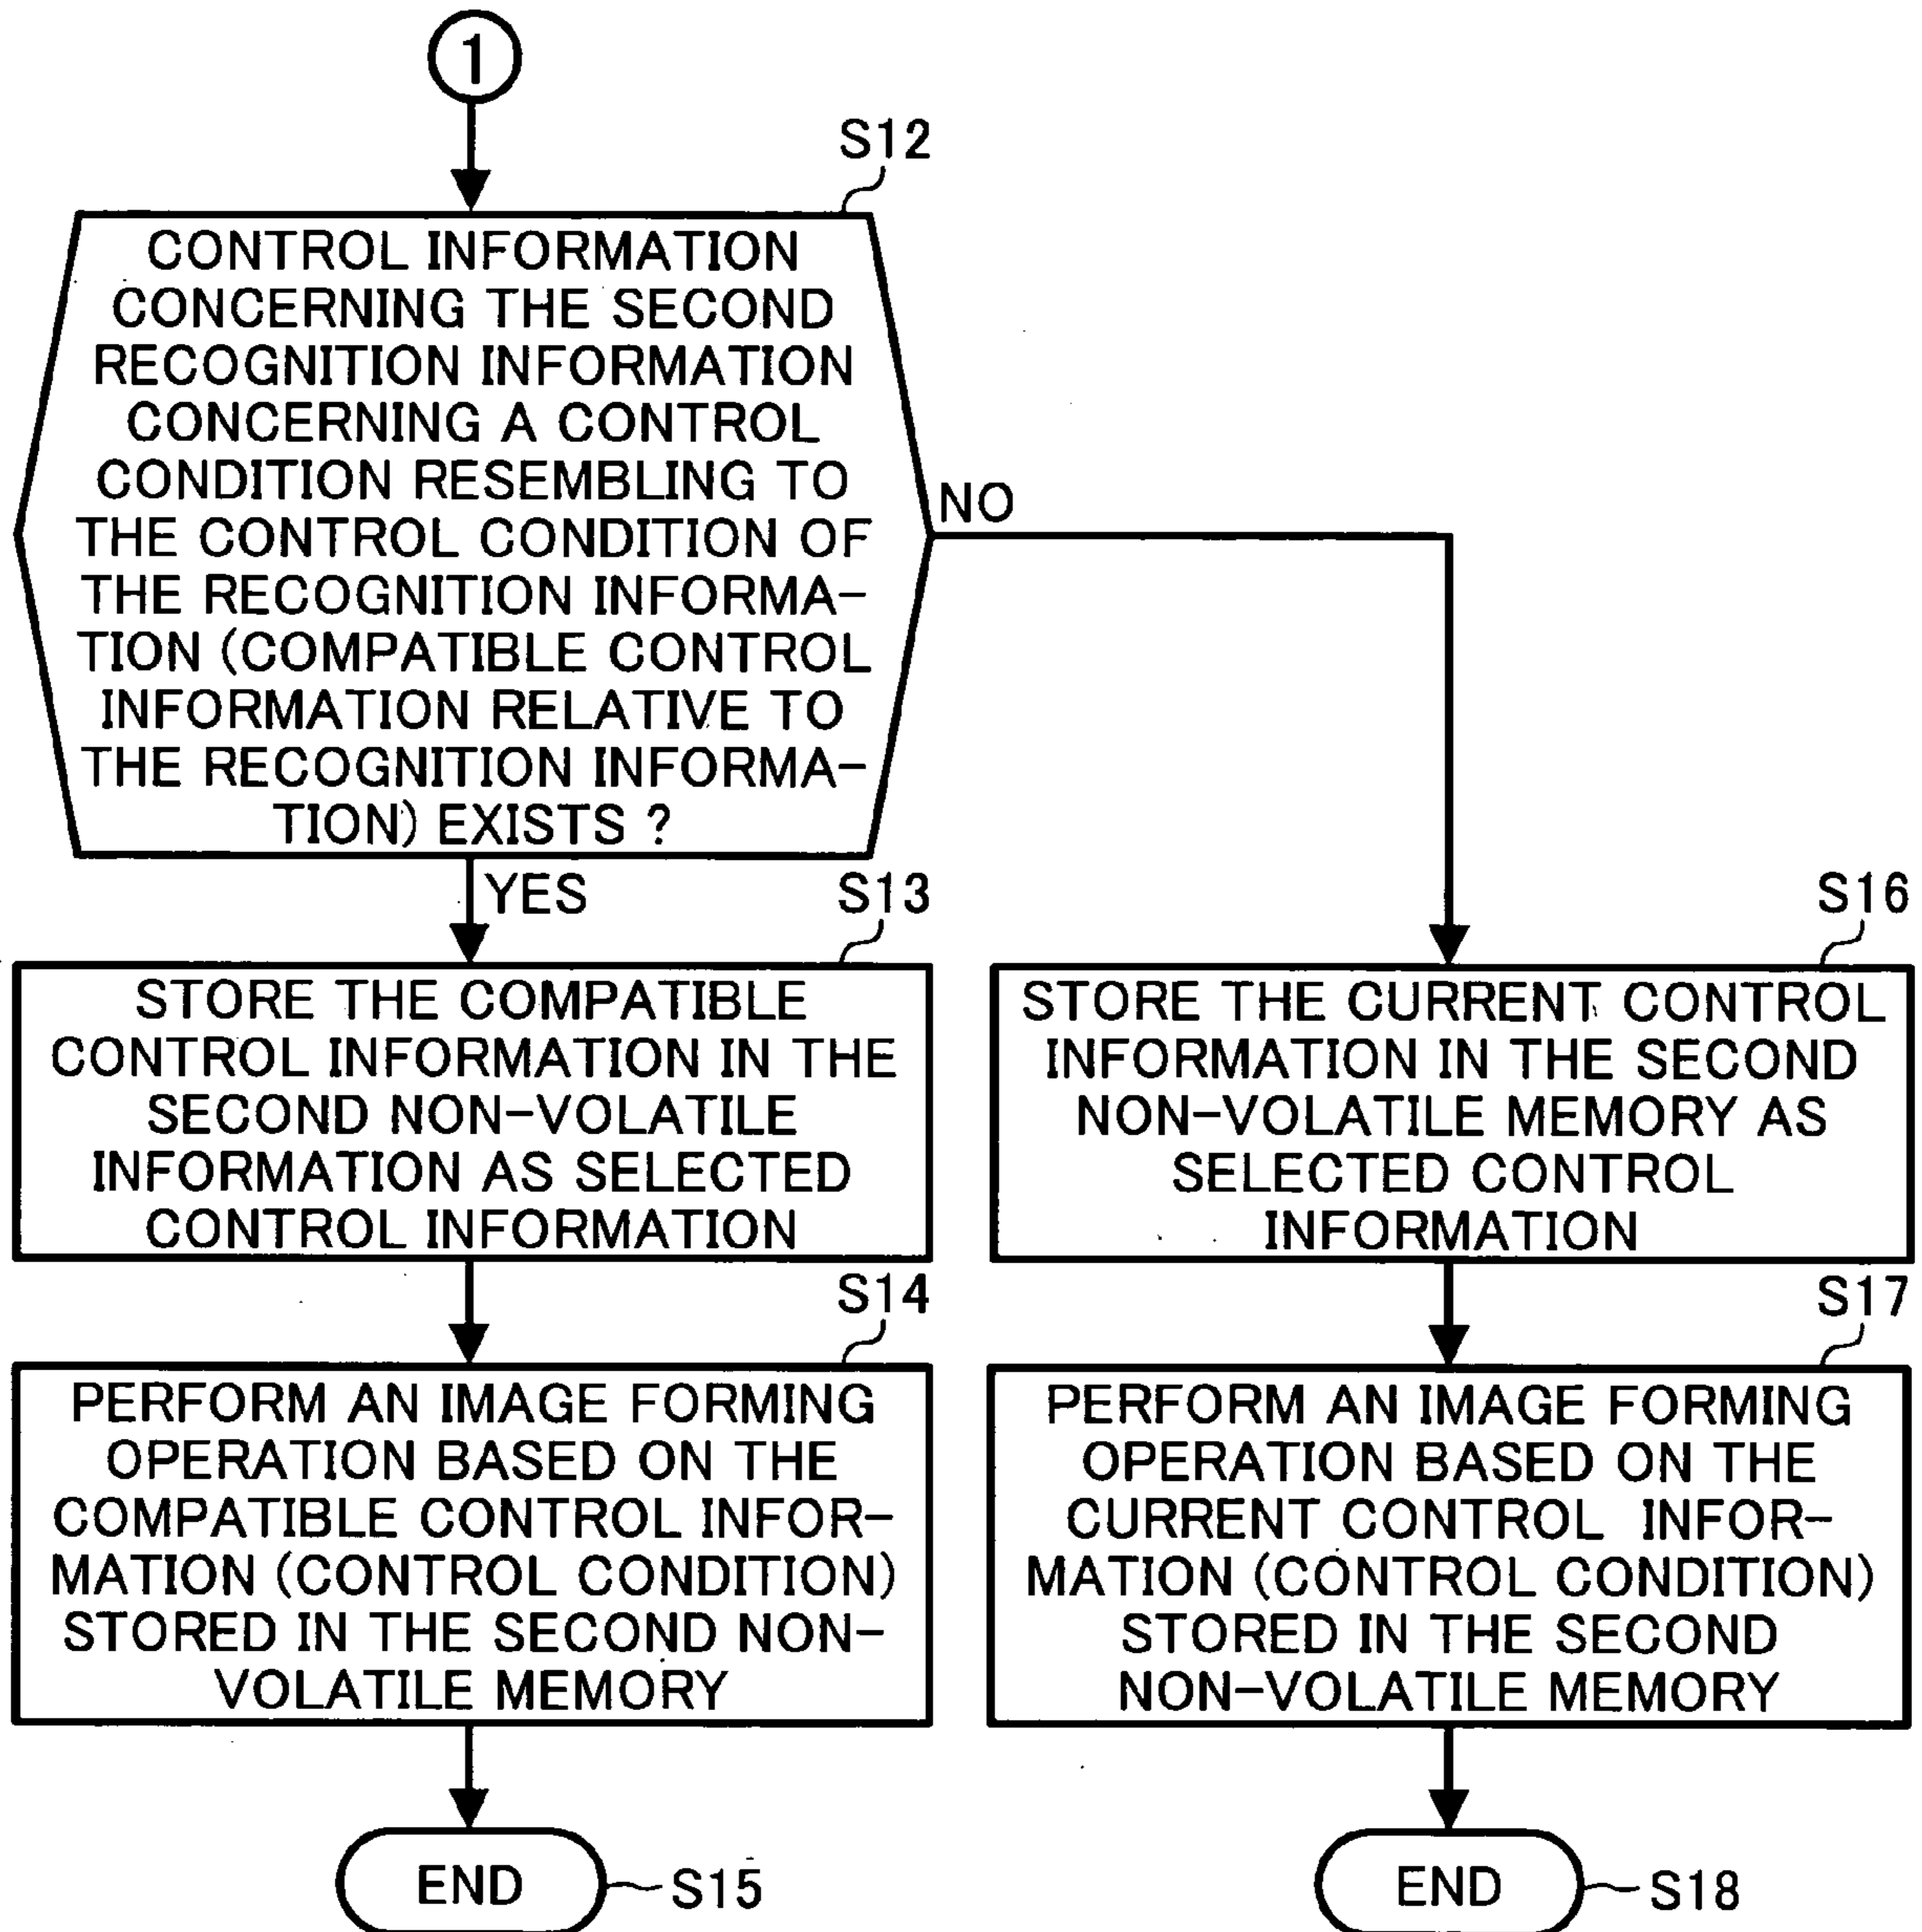 1
S12
CONTROL INFORMATION
CONCERNING THE SECOND
RECOGNITION INFORMATION
CONCERNING A CONTROL
CONDITION RESEMBLING TO
THE CONTROL CONDITION OF
THE RECOGNITION INFORMA-
TION (COMPATIBLE CONTROL
INFORMATION RELATIVE TO
THE RECOGNITION INFORMA-
TION) EXISTS ?
NO
YES
S13
STORE THE COMPATIBLE
CONTROL INFORMATION IN THE
SECOND NON-VOLATILE
INFORMATION AS SELECTED
CONTROL INFORMATION
S14
PERFORM AN IMAGE FORMING
OPERATION BASED ON THE
COMPATIBLE CONTROL INFOR-
MATION (CONTROL CONDITION)
STORED IN THE SECOND NON-
VOLATILE MEMORY
END
S15
S16
STORE THE CURRENT CONTROL
INFORMATION IN THE SECOND
NON-VOLATILE MEMORY AS
SELECTED CONTROL
INFORMATION
S17
PERFORM AN IMAGE FORMING
OPERATION BASED ON THE
CURRENT CONTROL INFOR-
MATION (CONTROL CONDITION)
STORED IN THE SECOND
NON-VOLATILE MEMORY
END
S18